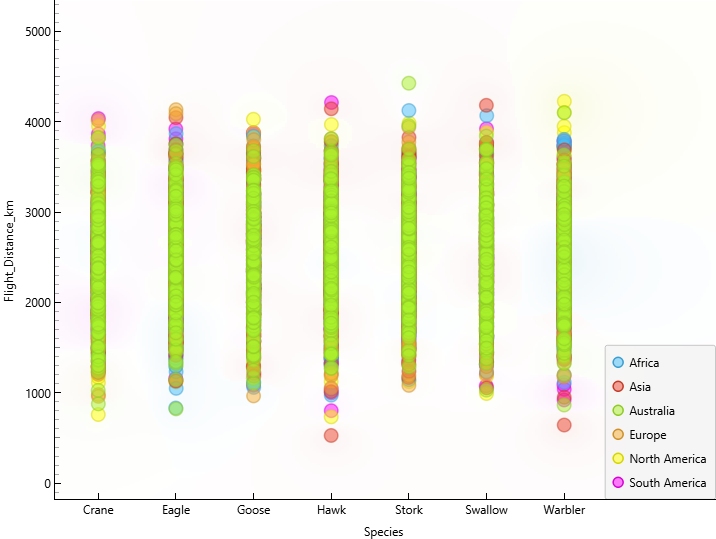 5000
4000
3000
2000
1000
0
Flight_Distance_km
Crane Eagle Goose Hawk Stork Swallow Warbler
Species
Africa
Asia
Australia
Europe
North America
South America